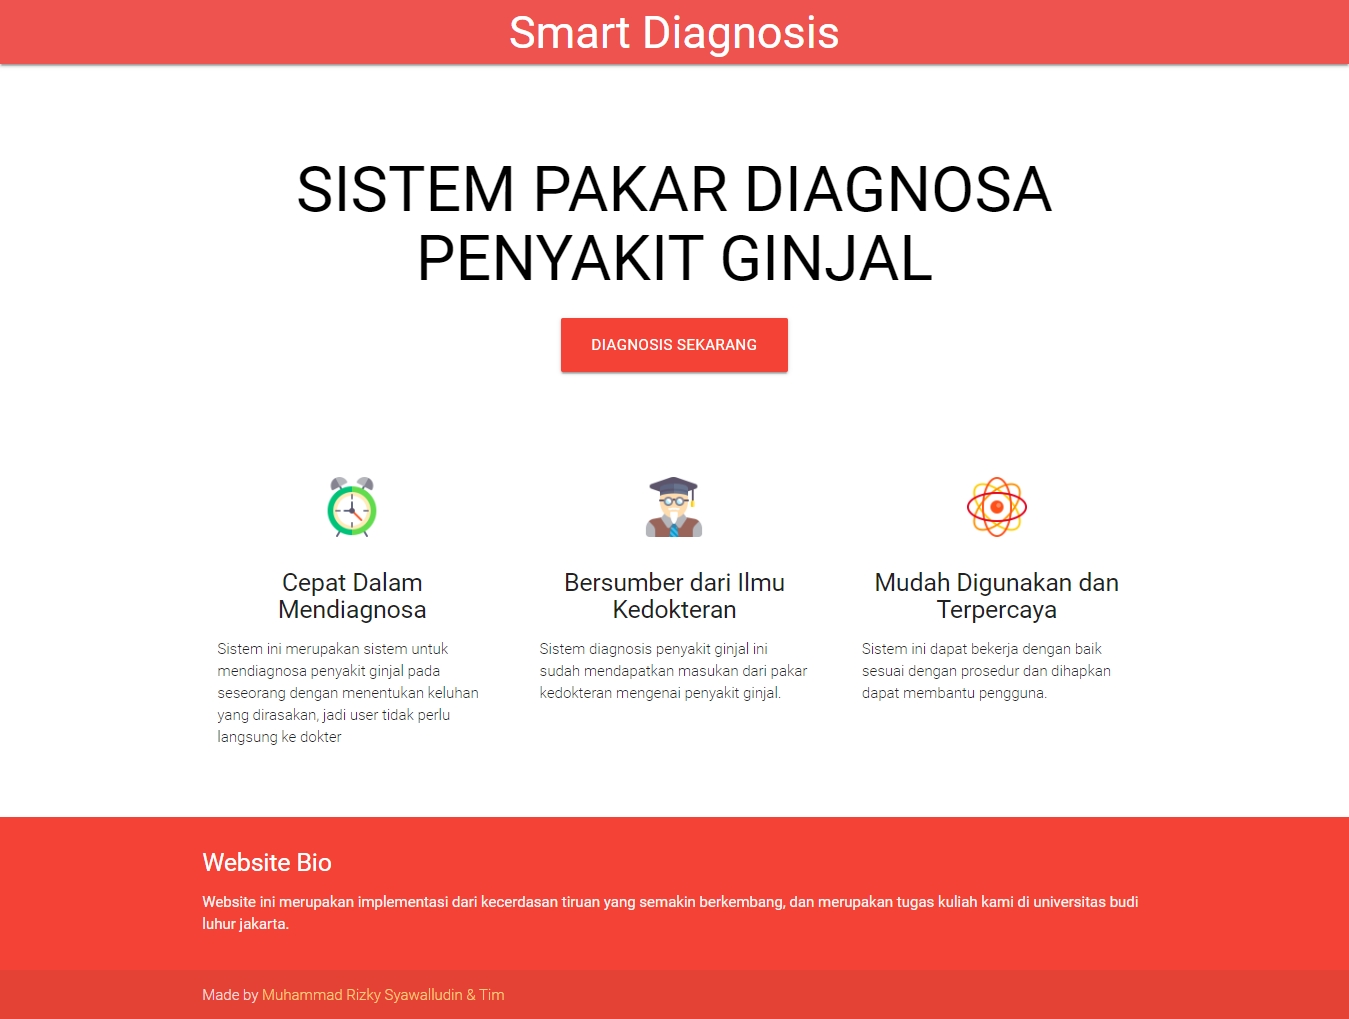 Smart Diagnosis
SISTEM PAKAR DIAGNOSA
PENYAKIT GINJAL
DIAGNOSIS SEKARANG
Cepat Dalam
Mendiagnosa
Sistem ini merupakan sistem untuk
mendiagnosa penyakit ginjal pada
seseorang dengan menentukan keluhan
yang dirasakan, jadi user tidak perlu
langsung ke dokter
Bersumber dari Ilmu
Kedokteran
Sistem diagnosis penyakit ginjal ini
sudah mendapatkan masukan dari pakar
kedokteran mengenai penyakit ginjal.
Mudah Digunakan dan
Terpercaya
Sistem ini dapat bekerja dengan baik
sesuai dengan prosedur dan dihapkan
dapat membantu pengguna.
Website Bio
Website ini merupakan implementasi dari kecerdasan tiruan yang semakin berkembang, dan merupakan tugas kuliah kami di universitas budi
luhur jakarta.
Made by Muhammad Rizky Syawalludin & Tim